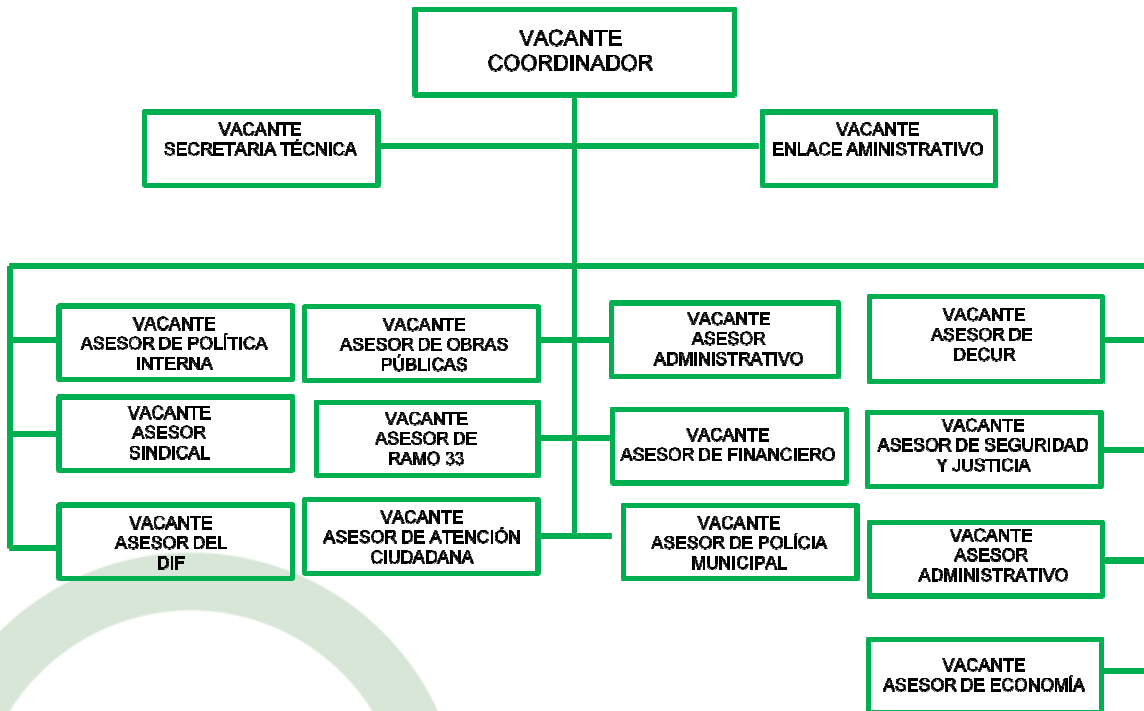 VACANTE
COORDINADOR
VACANTE
SECRETARIA TÉCNICA
VACANTE
ENLACE AMINISTRATIVO
VACANTE
ASESOR DE POLÍTICA
INTERNA
VACANTE
ASESOR DE OBRAS
PÚBLICAS
VACANTE
ASESOR
ADMINISTRATIVO
VACANTE
ASESOR DE
DECUR
VACANTE
ASESOR
SINDICAL
VACANTE
ASESOR DE
RAMO 33
VACANTE
ASESOR DE FINANCIERO
VACANTE
ASESOR DE SEGURIDAD
Y JUSTICIA
VACANTE
ASESOR DEL
DIF
VACANTE
ASESOR DE ATENCIÓN
CIUDADANA
VACANTE
ASESOR DE POLÍCIA
MUNICIPAL
VACANTE
ASESOR
ADMINISTRATIVO
VACANTE
ASESOR DE ECONOMÍA